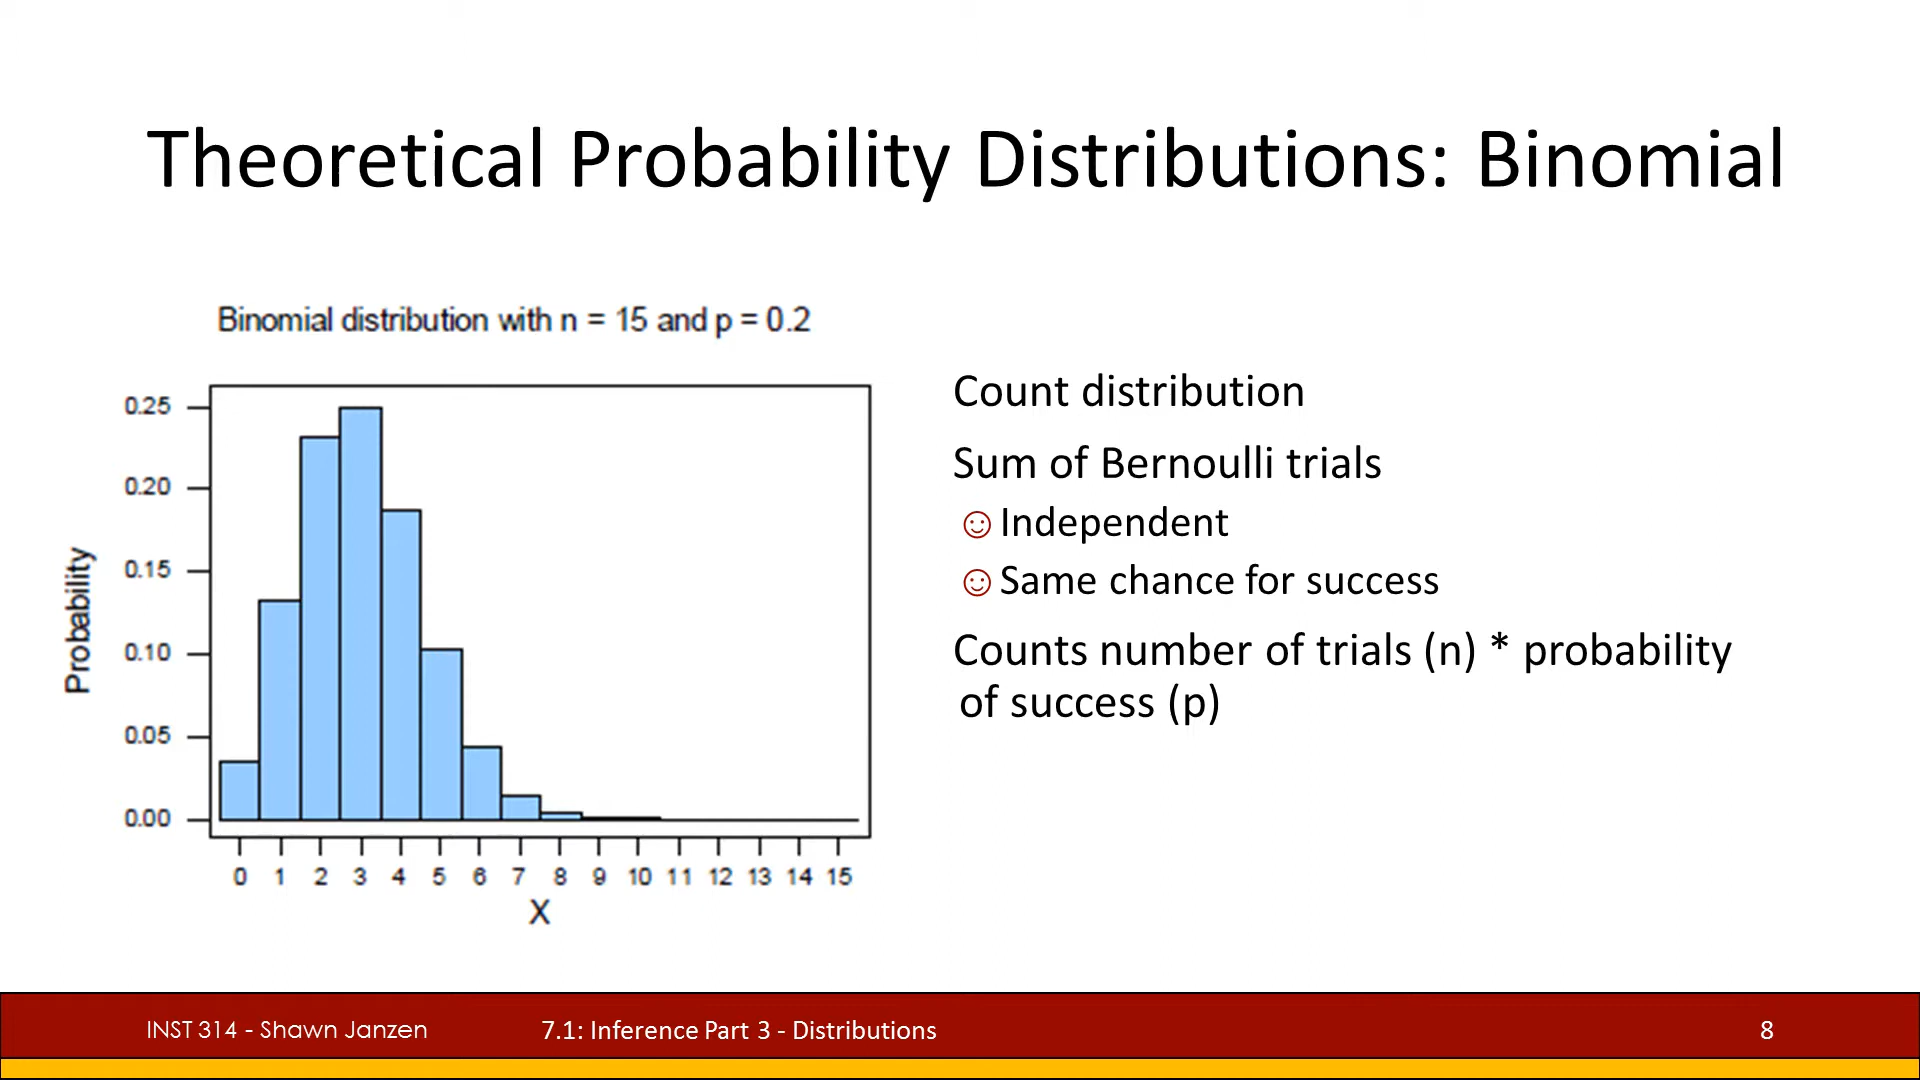 Theoretical Probability Distributions: Binomial
Binomial distribution with n = 15 and p = 0.2
0.25
0.20
0.15
0.10
0.05
0.00
Probability
0 1 2 3 4 5 6 7 8 9 10 11 12 13 14 15
X
Count distribution
Sum of Bernoulli trials
☺Independent
☺Same chance for success
Counts number of trials (n) * probability
of success (p)
INST 314 - Shawn Janzen
7.1: Inference Part 3 - Distributions
8